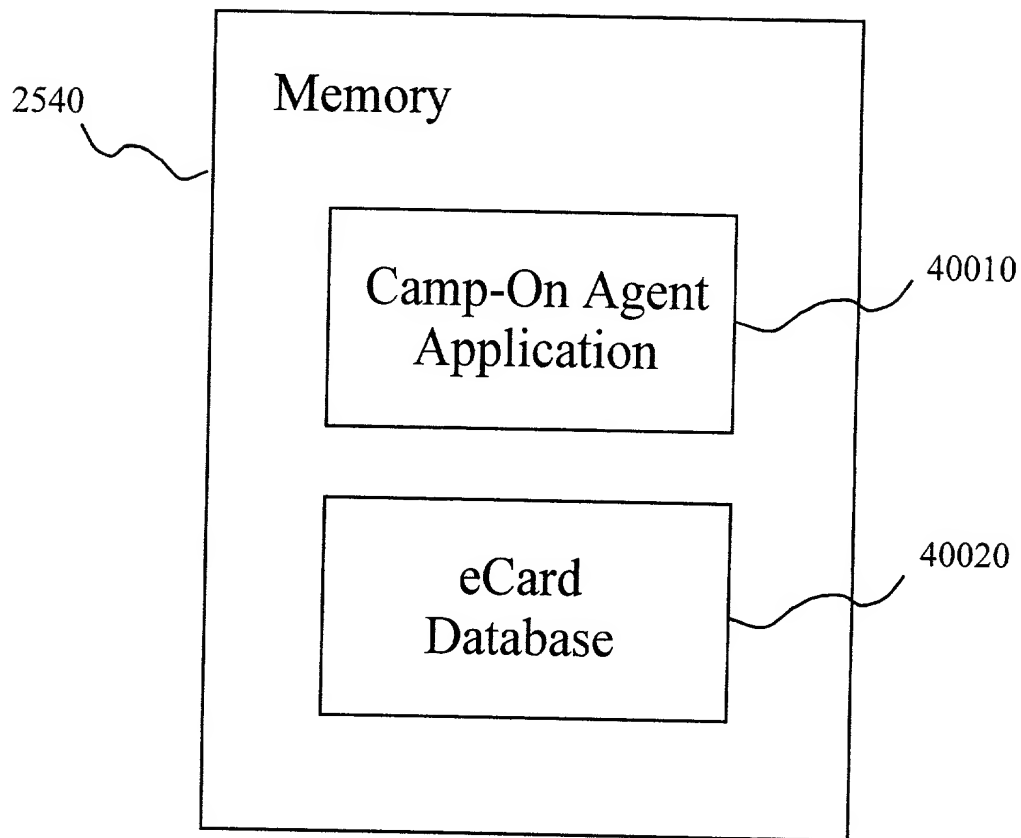 2540
Memory
Camp-On Agent
Application
40010
eCard
Database
40020